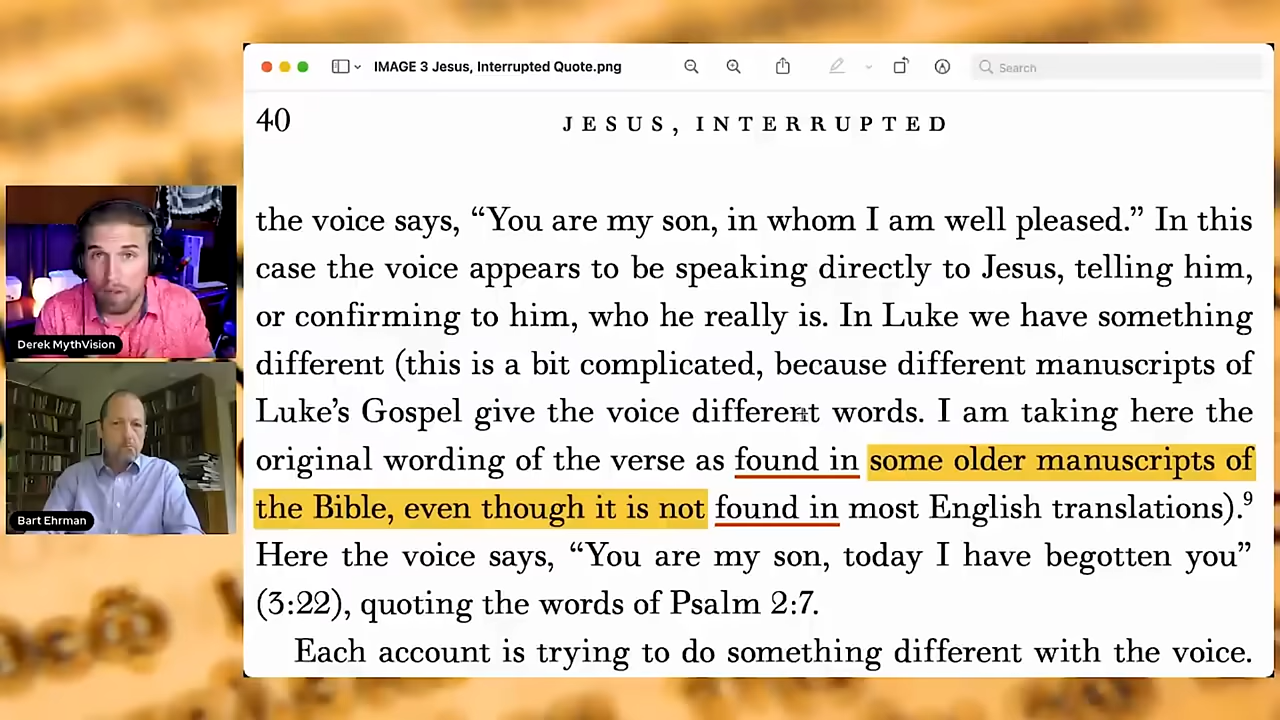 IMAGE 3 Jesus, Interrupted Quote.png
Search
40
JESUS, INTERRUPTED
the voice says, “You are my son, in whom I am well pleased.” In this
case the voice appears to be speaking directly to Jesus, telling him,
or confirming to him, who he really is. In Luke we have something
different (this is a bit complicated, because different manuscripts of
Luke’s Gospel give the voice different words. I am taking here the
original wording of the verse as found in some older manuscripts of
the Bible, even though it is not found in most English translations).⁹
Here the voice says, “You are my son, today I have begotten you”
(3:22), quoting the words of Psalm 2:7.
Each account is trying to do something different with the voice.
Derek MythVision
Bart Ehrman